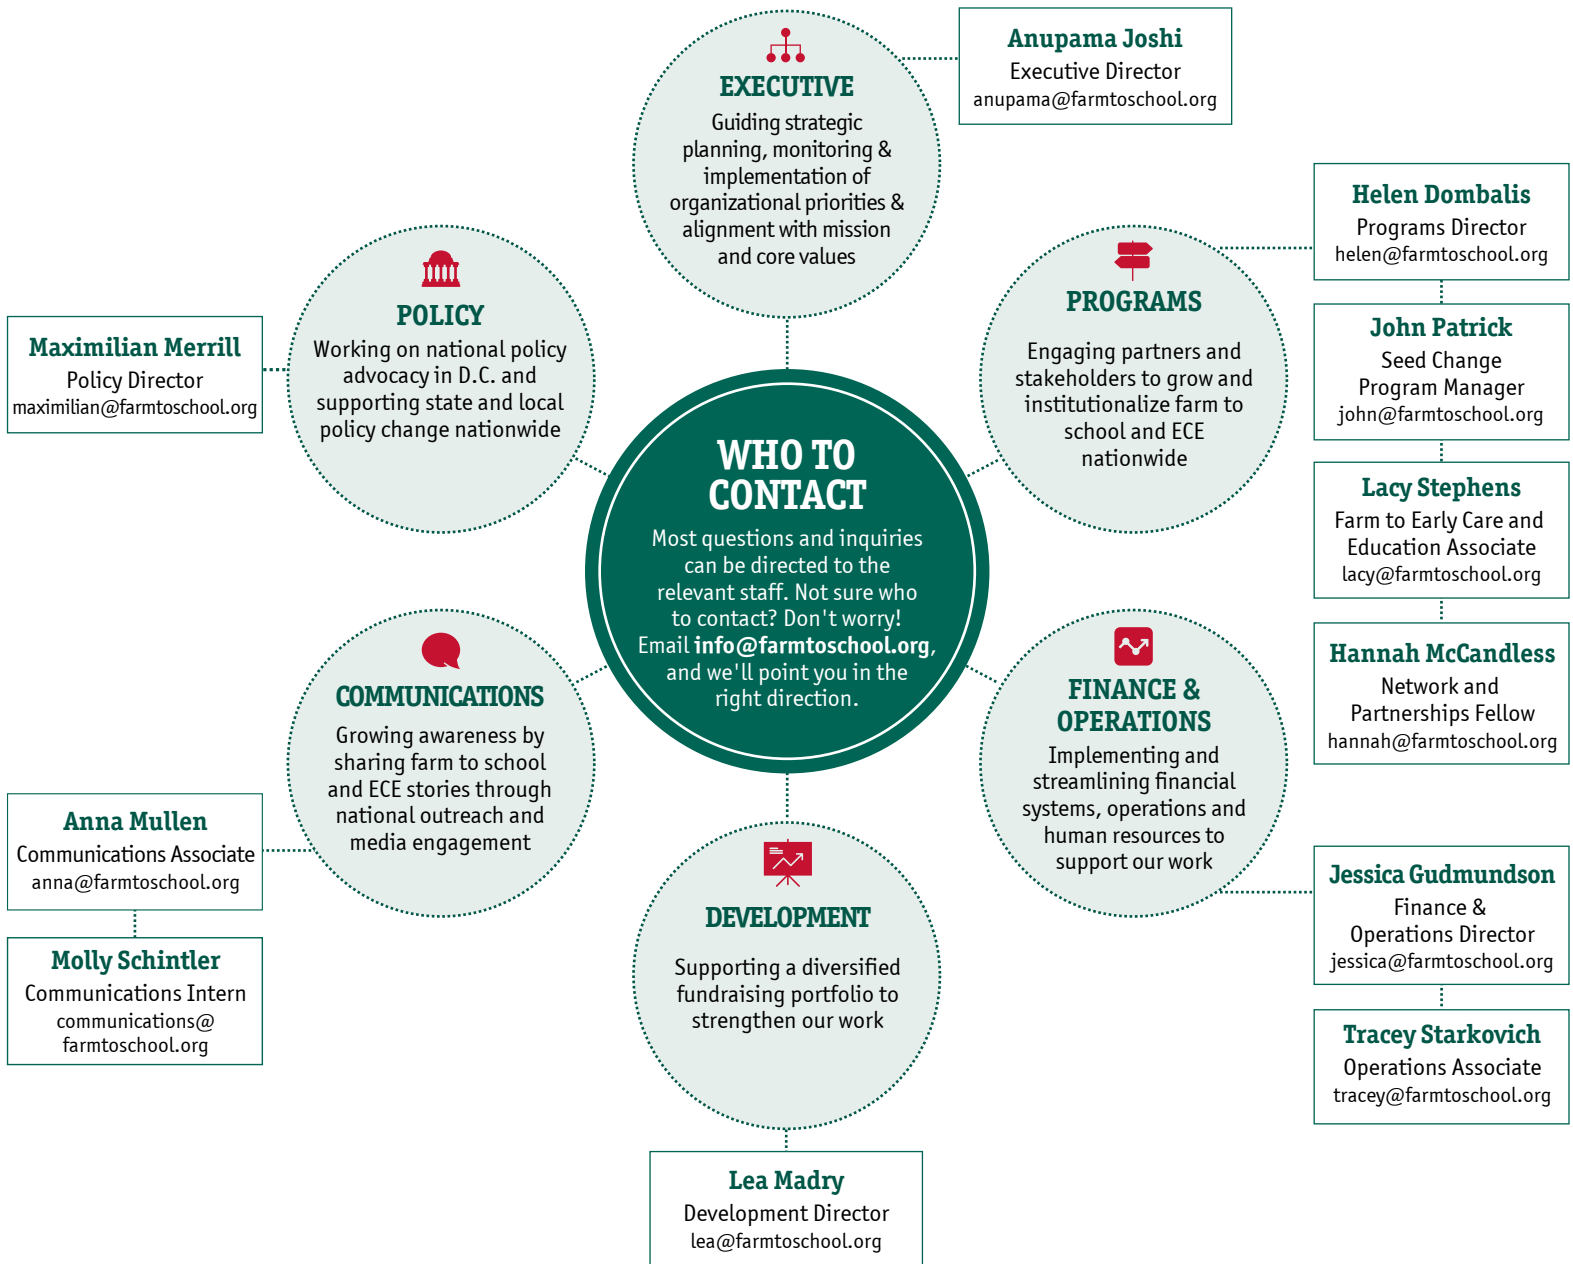 EXECUTIVE
Guiding strategic
planning, monitoring &
implementation of
organizational priorities &
alignment with mission
and core values
Anupama Joshi
Executive Director
anupama@farmtoschool.org
POLICY
Working on national policy
advocacy in D.C. and
supporting state and local
policy change nationwide
Maximilian Merrill
Policy Director
maximilian@farmtoschool.org
PROGRAMS
Engaging partners and
stakeholders to grow and
institutionalize farm to
school and ECE
nationwide
Helen Dombalis
Programs Director
helen@farmtoschool.org
John Patrick
Seed Change
Program Manager
john@farmtoschool.org
Lacy Stephens
Farm to Early Care and
Education Associate
lacy@farmtoschool.org
Hannah McCandless
Network and
Partnerships Fellow
hannah@farmtoschool.org
WHO TO
CONTACT
Most questions and inquiries
can be directed to the
relevant staff. Not sure who
to contact? Don't worry!
Email info@farmtoschool.org,
and we'll point you in the
right direction.
COMMUNICATIONS
Growing awareness by
sharing farm to school
and ECE stories through
national outreach and
media engagement
Anna Mullen
Communications Associate
anna@farmtoschool.org
Molly Schintler
Communications Intern
communications@
farmtoschool.org
FINANCE &
OPERATIONS
Implementing and
streamlining financial
systems, operations and
human resources to
support our work
Jessica Gudmundson
Finance &
Operations Director
jessica@farmtoschool.org
Tracey Starkovich
Operations Associate
tracey@farmtoschool.org
DEVELOPMENT
Supporting a diversified
fundraising portfolio to
strengthen our work
Lea Madry
Development Director
lea@farmtoschool.org